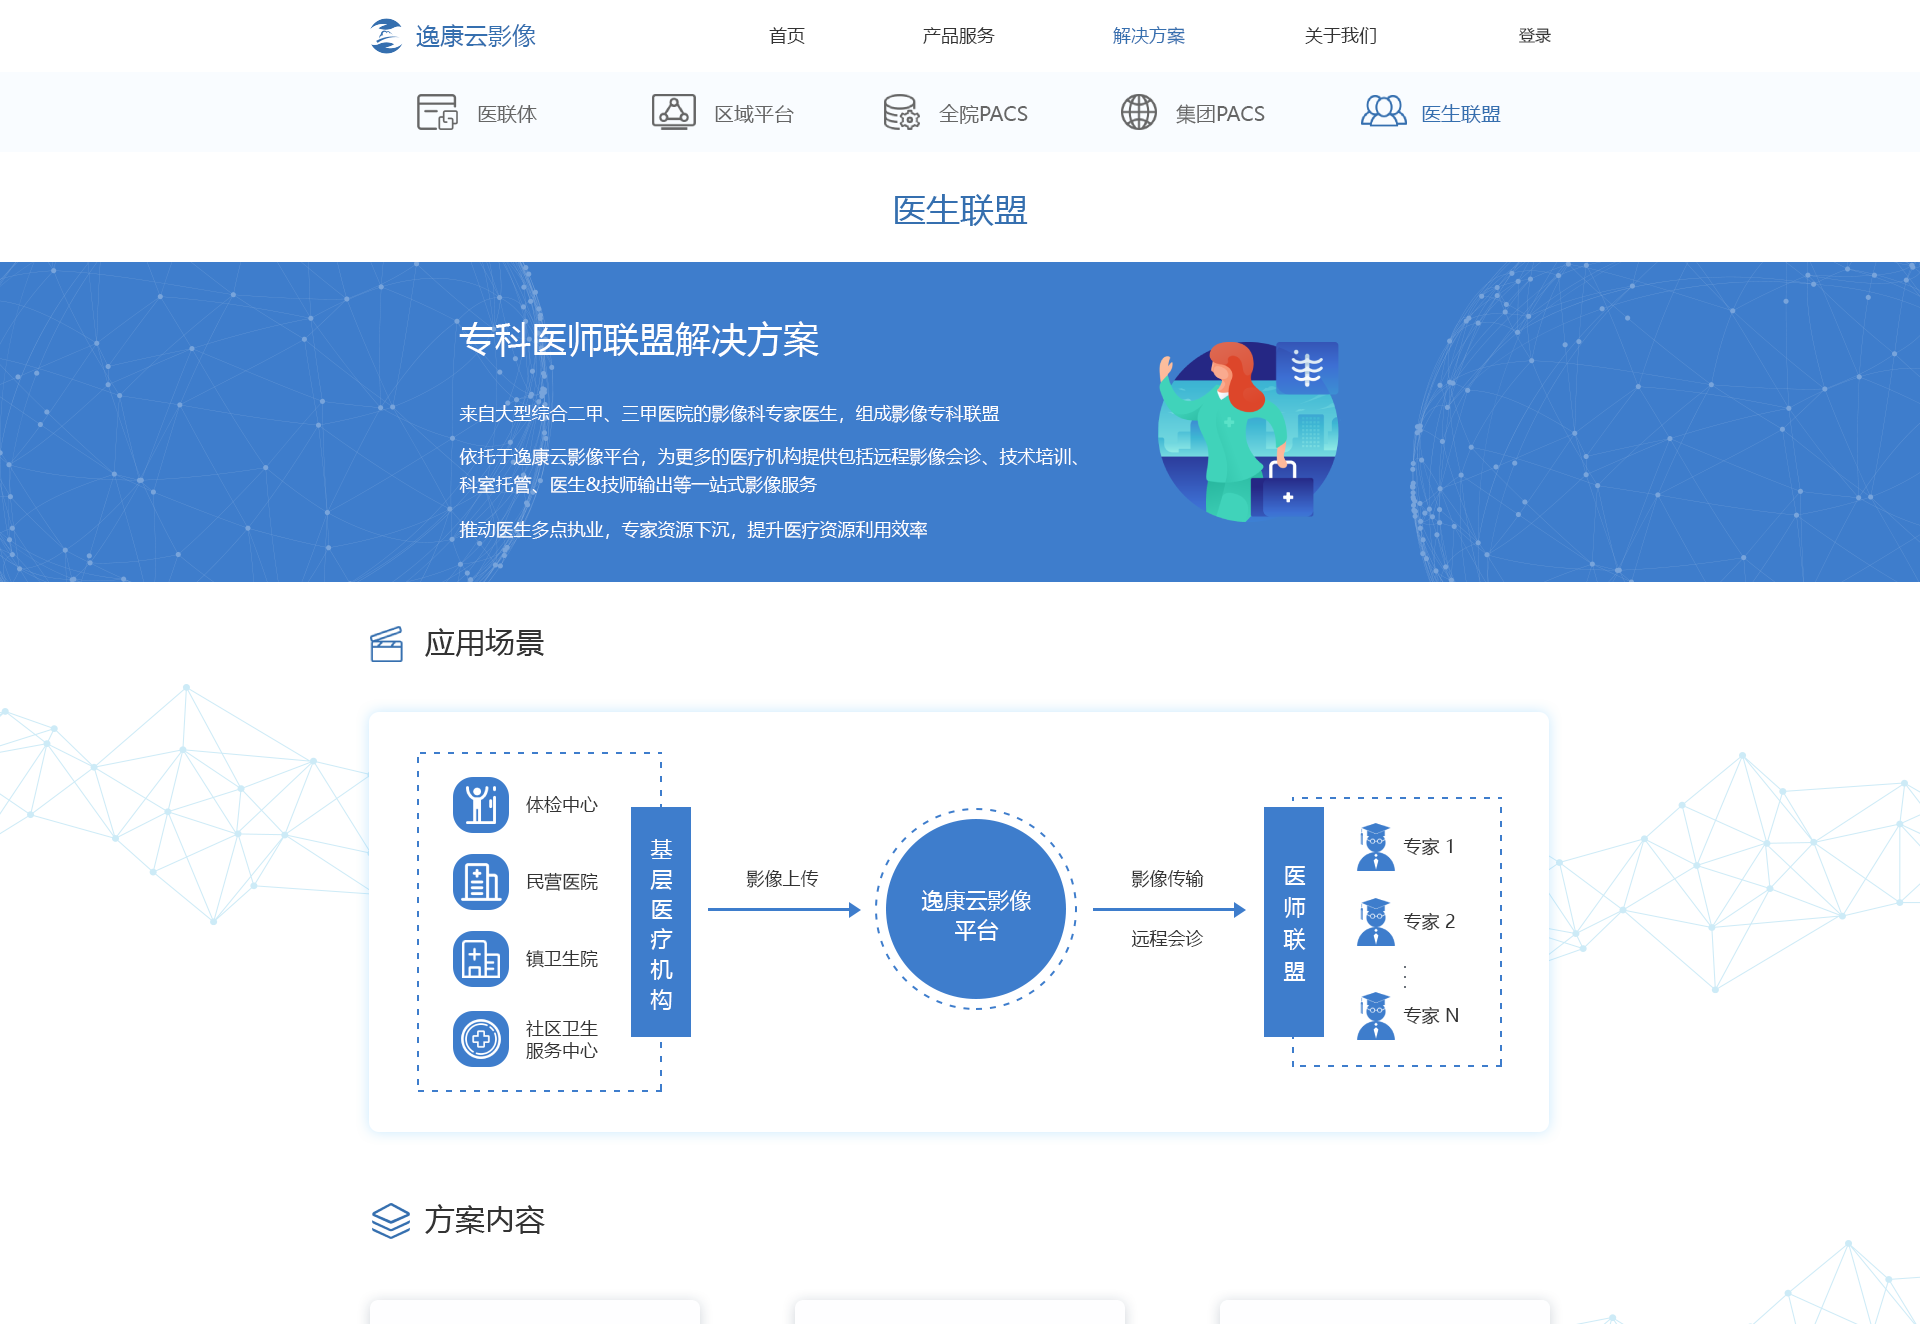 逸康云影像
首页
产品服务
解决方案
关于我们
登录
医联体
区域平台
全院PACS
集团PACS
医生联盟
医生联盟
专科医师联盟解决方案
来自大型综合二甲、三甲医院的影像科专家医生，组成影像专科联盟
依托于逸康云影像平台，为更多的医疗机构提供包括远程影像会诊、技术培训、
科室托管、医生&技师输出等一站式影像服务
推动医生多点执业，专家资源下沉，提升医疗资源利用效率
应用场景
体检中心
民营医院
镇卫生院
社区卫生
服务中心
基层医疗机构
影像上传
逸康云影像
平台
影像传输
远程会诊
医师联盟
专家 1
专家 2
⋮
专家 N
方案内容